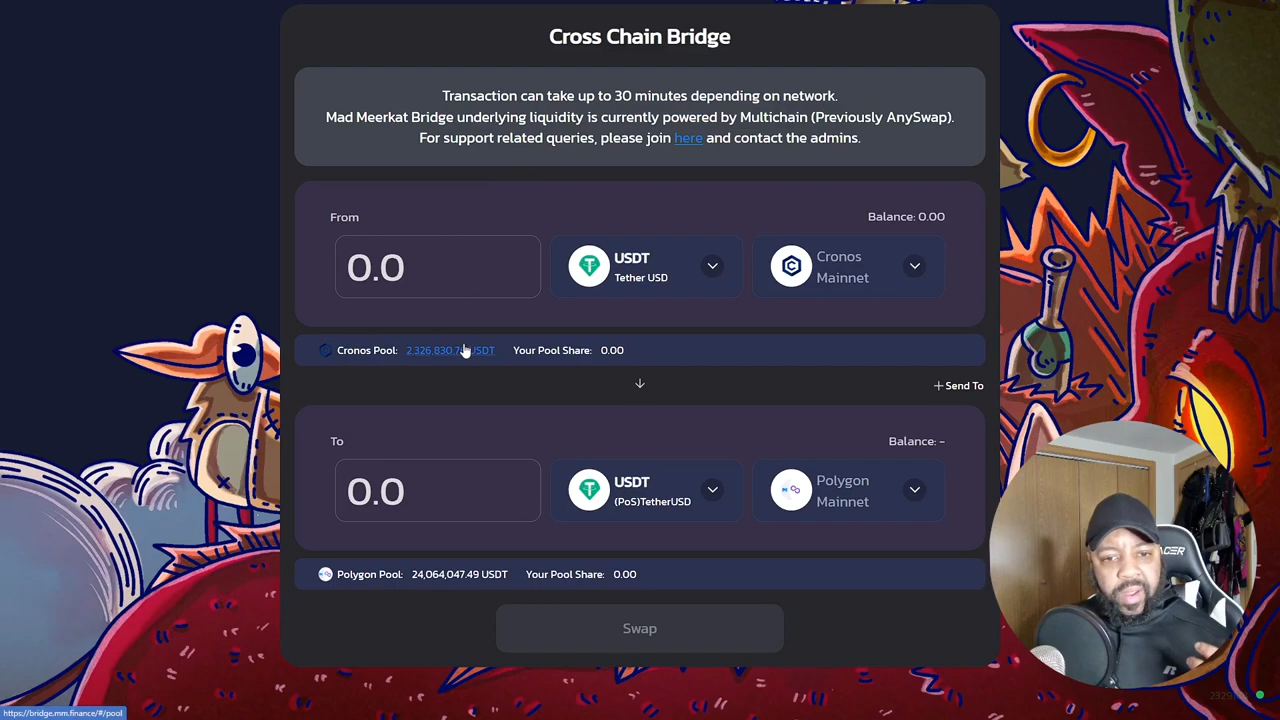 Cross Chain Bridge
Transaction can take up to 30 minutes depending on network.
Mad Meerkat Bridge underlying liquidity is currently powered by Multichain (Previously AnySwap).
For support related queries, please join here and contact the admins.
From
Balance: 0.00
0.0
USDT
Tether USD
Cronos
Mainnet
Cronos Pool: USDT Your Pool Share: 0.00
+ Send To
To
Balance: -
0.0
USDT
(PoS)TetherUSD
Polygon
Mainnet
Polygon Pool: 24,064,047.49 USDT Your Pool Share: 0.00
Swap
https://bridge.mm.finance/#/pool